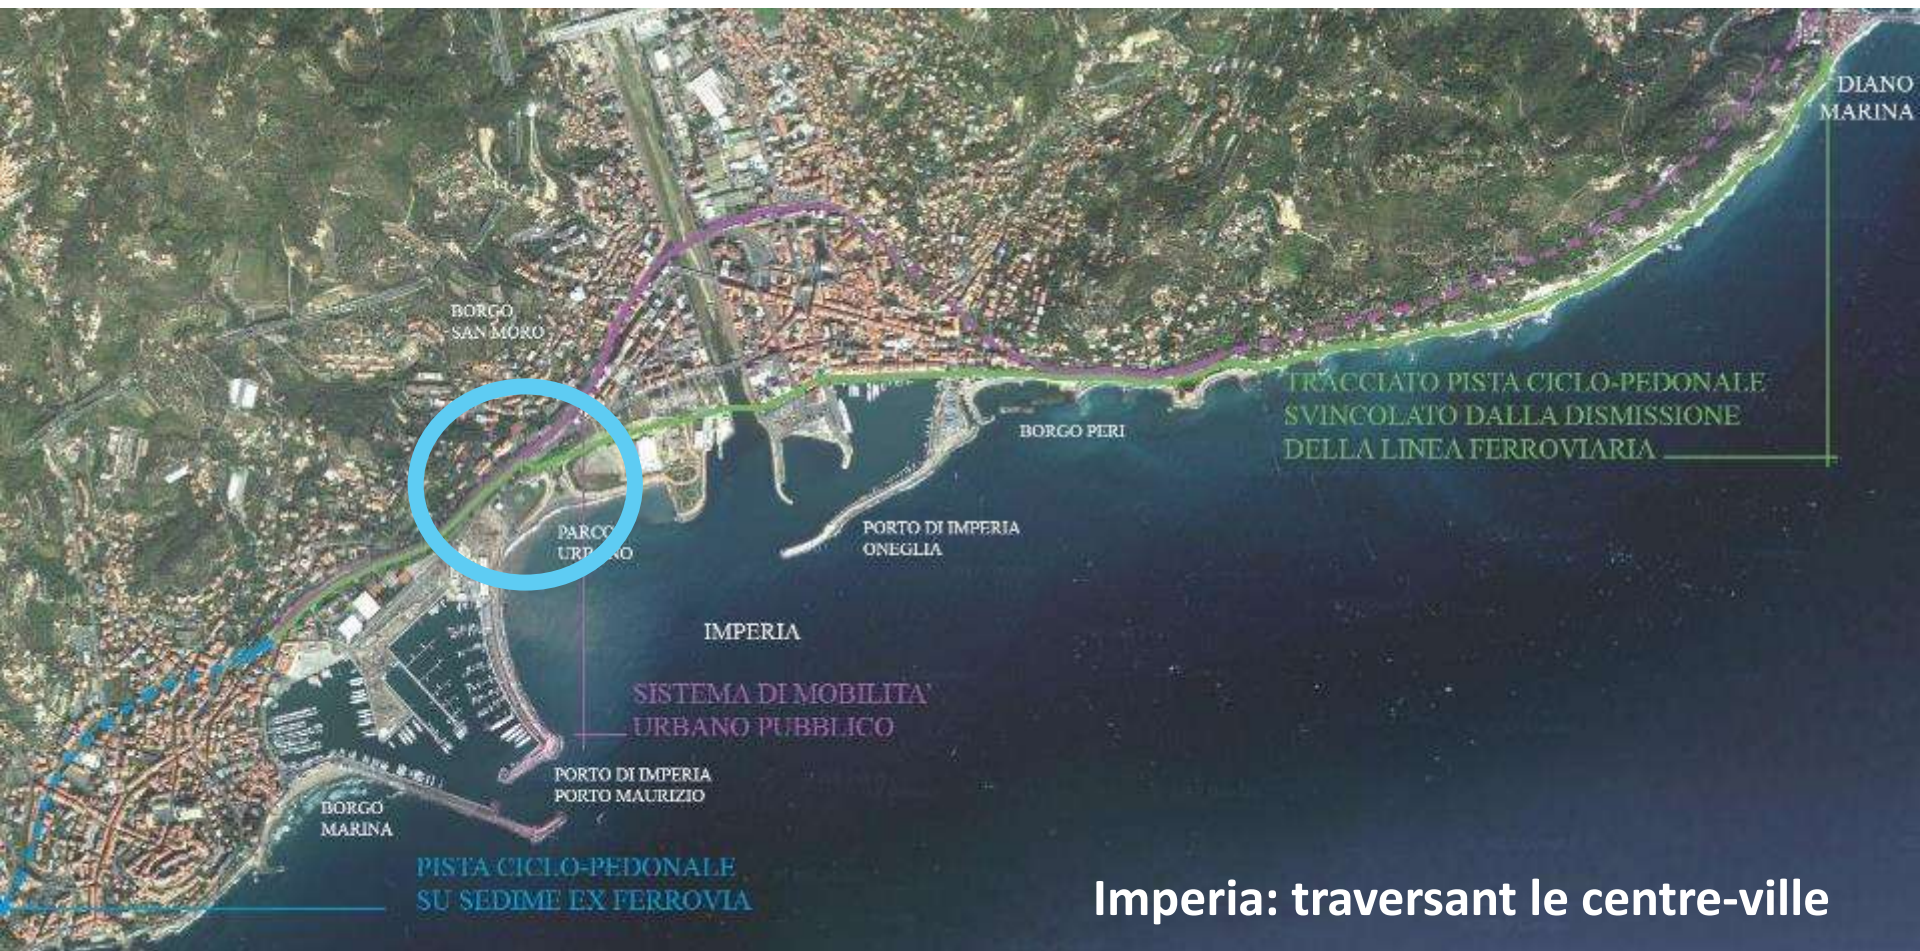 DIANO
MARINA
BORGO
SAN MORO
TRACCIATO PISTA CICLO-PEDONALE
SVINCOLATO DALLA DISMISSIONE
DELLA LINEA FERROVIARIA
BORGO PERI
PARCO
URBANO
PORTO DI IMPERIA
ONEGLIA
IMPERIA
SISTEMA DI MOBILITA'
URBANO PUBBLICO
PORTO DI IMPERIA
PORTO MAURIZIO
BORGO
MARINA
PISTA CICLO-PEDONALE
SU SEDIME EX FERROVIA
Imperia: traversant le centre-ville